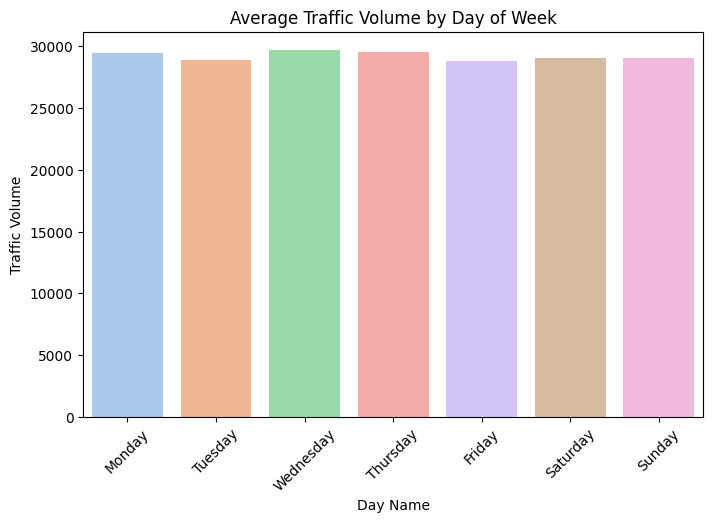 Average Traffic Volume by Day of Week
Traffic Volume
30000
25000
20000
15000
10000
5000
0
Monday
Tuesday
Wednesday
Thursday
Friday
Saturday
Sunday
Day Name